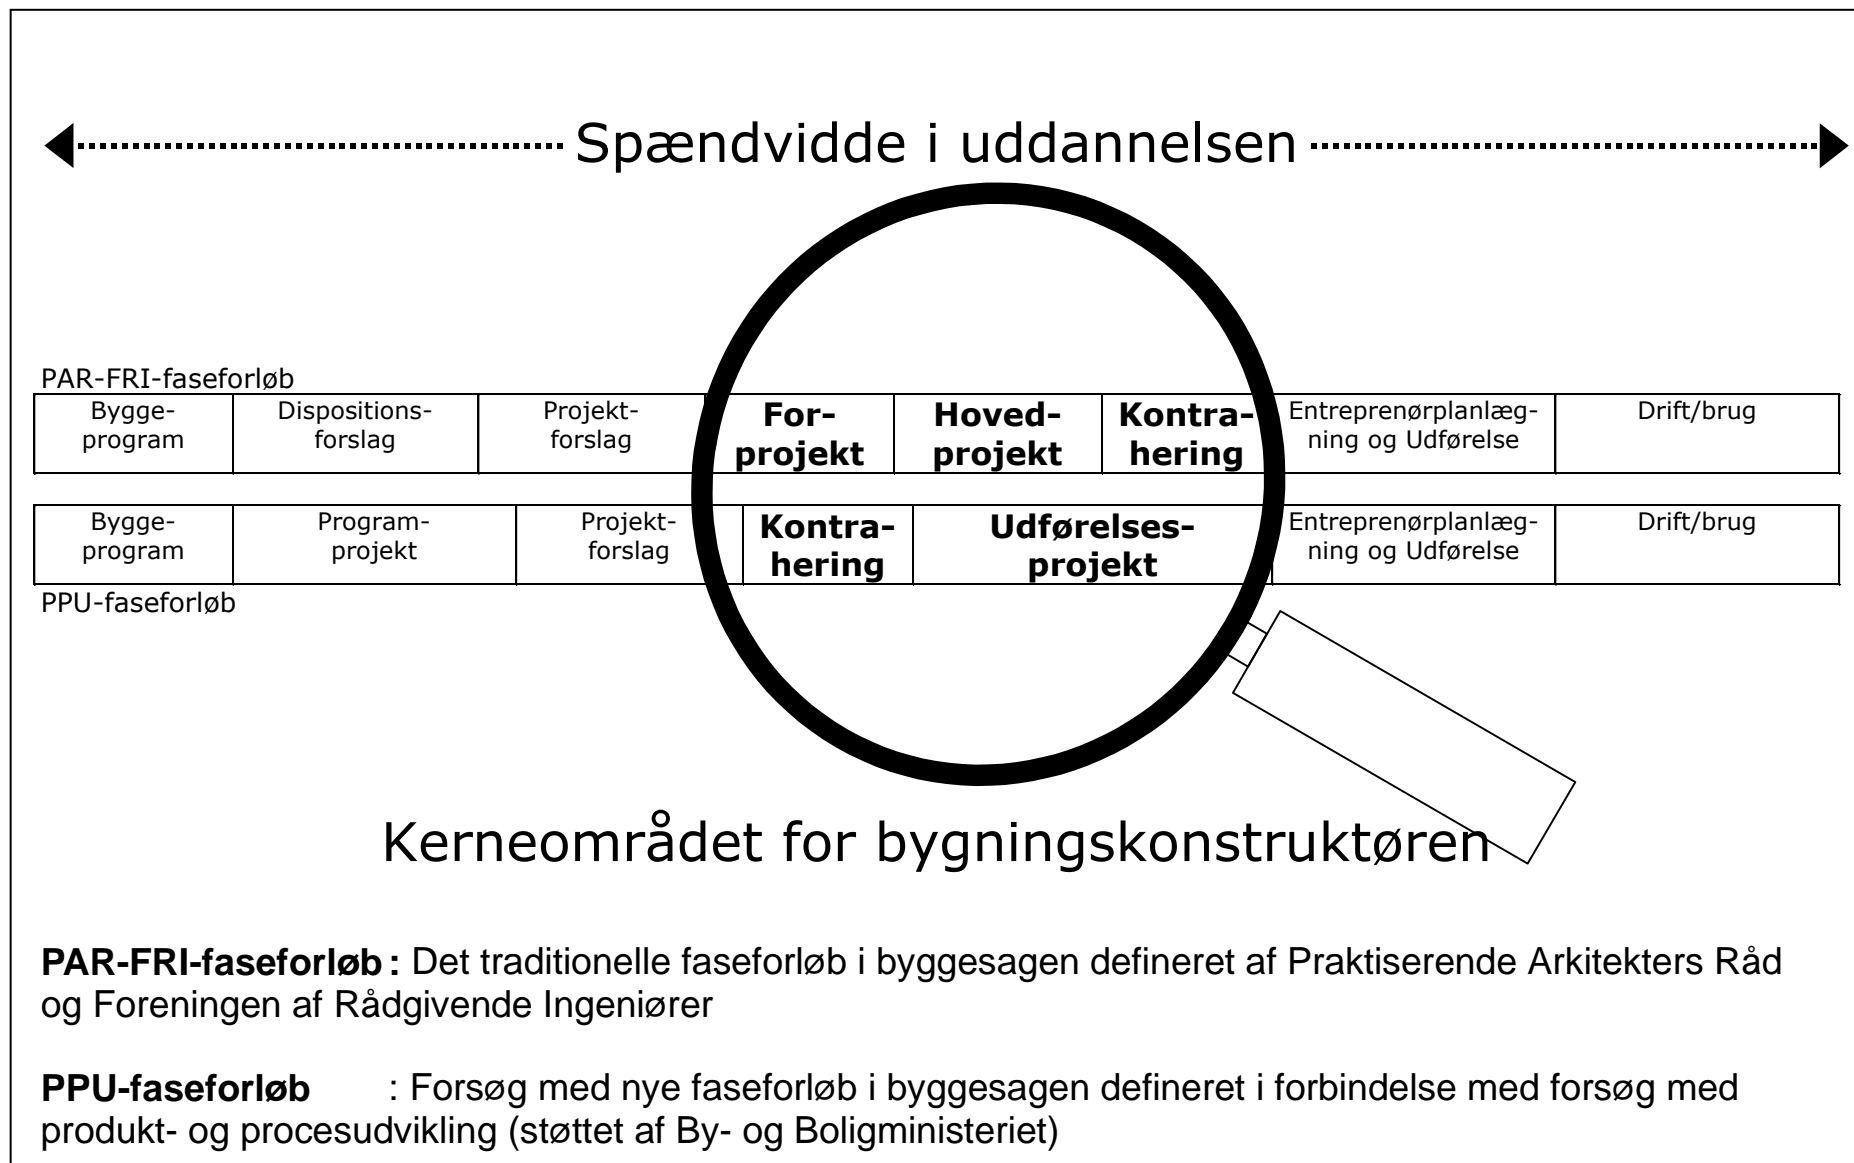 Spændvidde i uddannelsen
PAR-FRI-faseforløb
Bygge-
program
Dispositions-
forslag
Projekt-
forslag
For-
projekt
Hoved-
projekt
Kontra-
hering
Entreprenørplanlæg-
ning og Udførelse
Drift/brug
Bygge-
program
Program-
projekt
Projekt-
forslag
Kontra-
hering
Udførelses-
projekt
Entreprenørplanlæg-
ning og Udførelse
Drift/brug
PPU-faseforløb
Kerneområdet for bygningskonstruktøren
PAR-FRI-faseforløb : Det traditionelle faseforløb i byggesagen defineret af Praktiserende Arkitekters Råd
og Foreningen af Rådgivende Ingeniører
PPU-faseforløb : Forsøg med nye faseforløb i byggesagen defineret i forbindelse med forsøg med
produkt- og procesudvikling (støttet af By- og Boligministeriet)